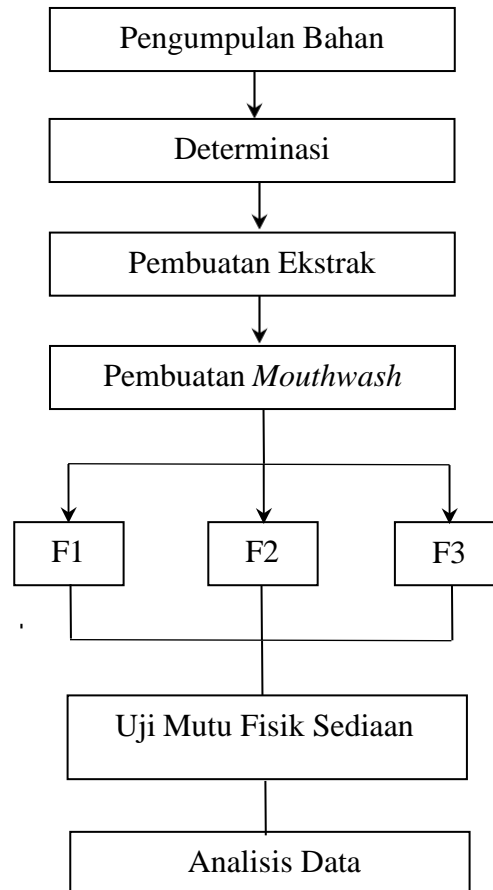 Pengumpulan Bahan
Determinasi
Pembuatan Ekstrak
Pembuatan Mouthwash
F1 F2 F3
Uji Mutu Fisik Sediaan
Analisis Data